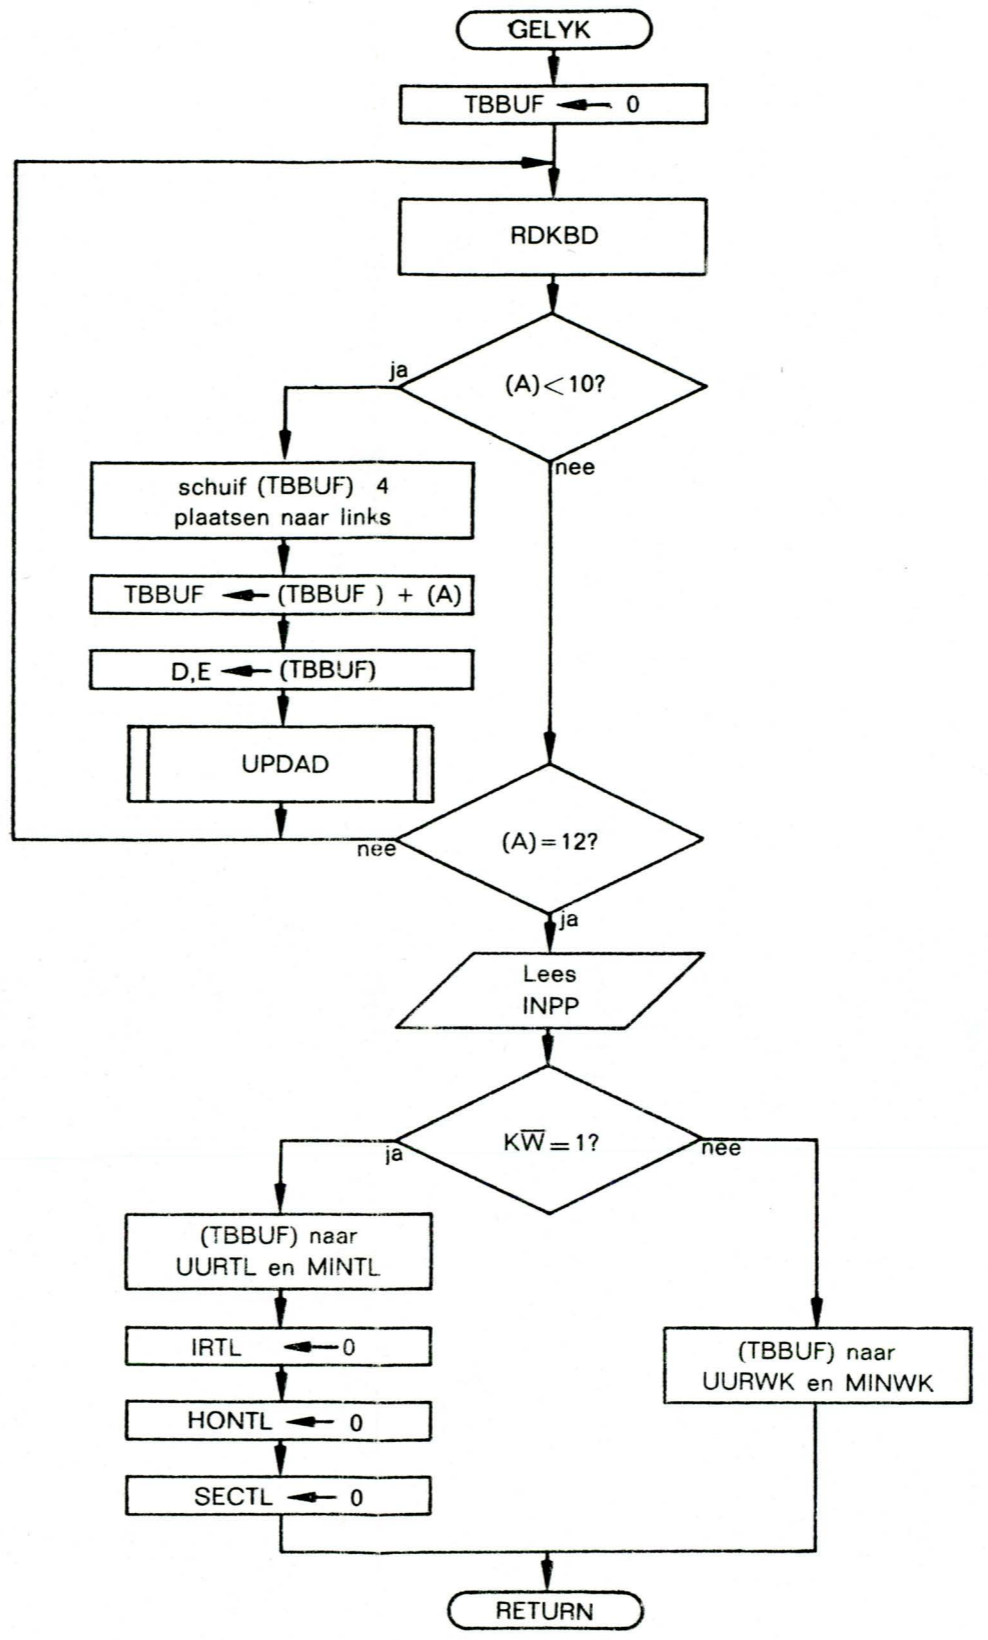 GELYK
TBBUF ← 0
RDKBD
(A)<10?
ja
nee
schuif (TBBUF) 4
plaatsen naar links
TBBUF ← (TBBUF) + (A)
D,E ← (TBBUF)
UPDAD
(A)=12?
nee
ja
Lees
INPP
KW̅=1?
ja
nee
(TBBUF) naar
UURTL en MINTL
IRTL ← 0
HONTL ← 0
SECTL ← 0
(TBBUF) naar
UURWK en MINWK
RETURN